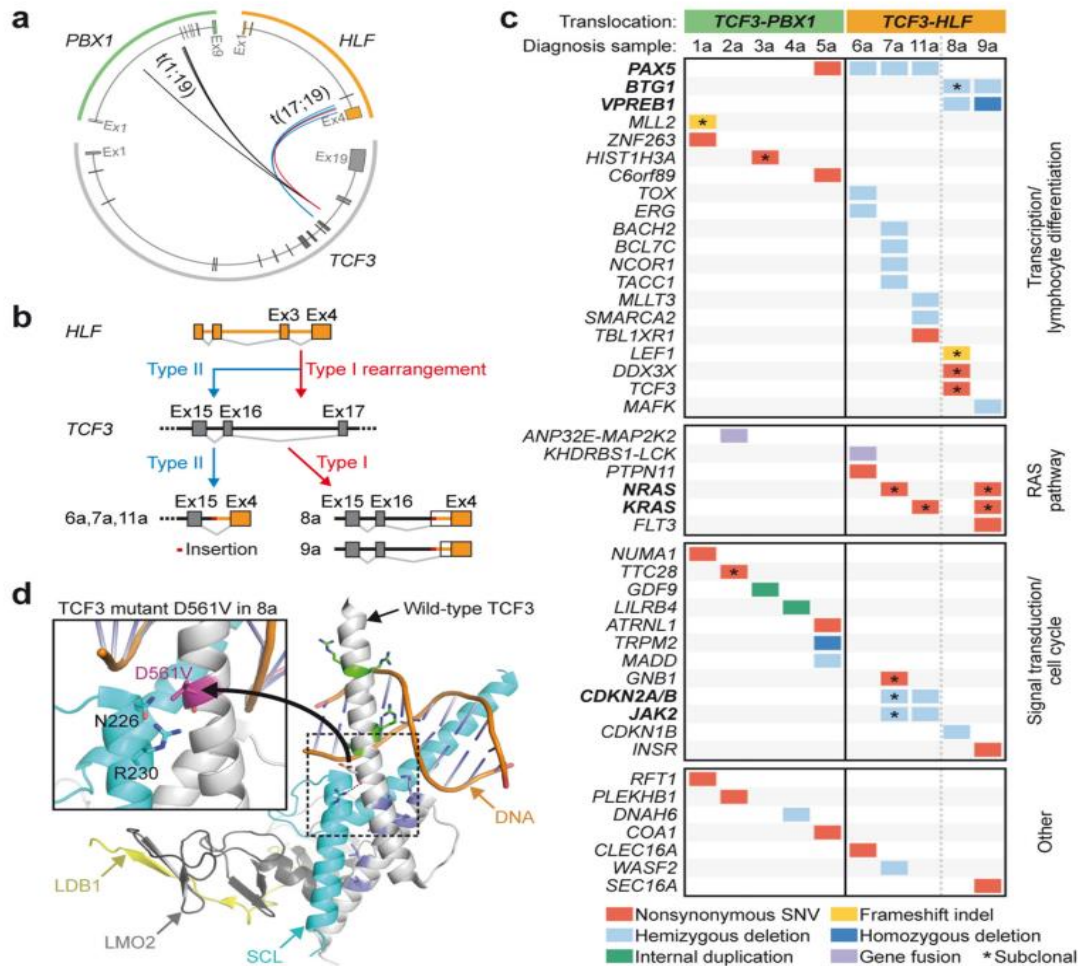 a
PBX1
Ex9
Ex1
HLF
t(1;19)
t(17;19)
Ex1
Ex4
Ex1
Ex19
TCF3
b
HLF
Ex3 Ex4
Type II
Type I rearrangement
Ex15 Ex16 Ex17
TCF3
Type II
Type I
Ex15 Ex4
Ex15 Ex16 Ex4
6a,7a,11a
8a
Insertion
9a
d
TCF3 mutant D561V in 8a
Wild-type TCF3
D561V
N226
R230
DNA
LDB1
LMO2
SCL
c
Translocation: TCF3-PBX1 TCF3-HLF
Diagnosis sample: 1a 2a 3a 4a 5a 6a 7a 11a 8a 9a
PAX5
BTG1 *
VPREB1
MLL2 *
ZNF263
HIST1H3A *
C6orf89
TOX
ERG
BACH2
BCL7C
NCOR1
TACC1
MLLT3
SMARCA2
TBL1XR1
LEF1 *
DDX3X *
TCF3 *
MAFK
Transcription/
lymphocyte differentiation
ANP32E-MAP2K2
KHDRBS1-LCK
PTPN11
NRAS * *
KRAS * *
FLT3
RAS
pathway
NUMA1
TTC28 *
GDF9
LILRB4
ATRNL1
TRPM2
MADD
GNB1 *
CDKN2A/B *
JAK2 *
CDKN1B
INSR
Signal transduction/
cell cycle
RFT1
PLEKHB1
DNAH6
COA1
CLEC16A
WASF2
SEC16A
Other
Nonsynonymous SNV Frameshift indel
Hemizygous deletion Homozygous deletion
Internal duplication Gene fusion * Subclonal